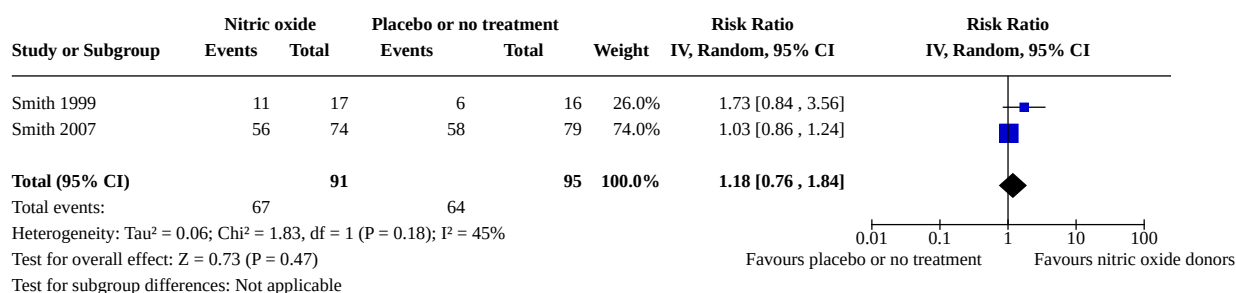 Nitric oxide Placebo or no treatment Risk Ratio Risk Ratio
Study or Subgroup Events Total Events Total Weight IV, Random, 95% CI IV, Random, 95% CI
Smith 1999 11 17 6 16 26.0% 1.73 [0.84 , 3.56]
Smith 2007 56 74 58 79 74.0% 1.03 [0.86 , 1.24]
Total (95% CI) 91 95 100.0% 1.18 [0.76 , 1.84]
Total events: 67 64
Heterogeneity: Tau² = 0.06; Chi² = 1.83, df = 1 (P = 0.18); I² = 45%
0.01 0.1 1 10 100
Test for overall effect: Z = 0.73 (P = 0.47)
Favours placebo or no treatment Favours nitric oxide donors
Test for subgroup differences: Not applicable